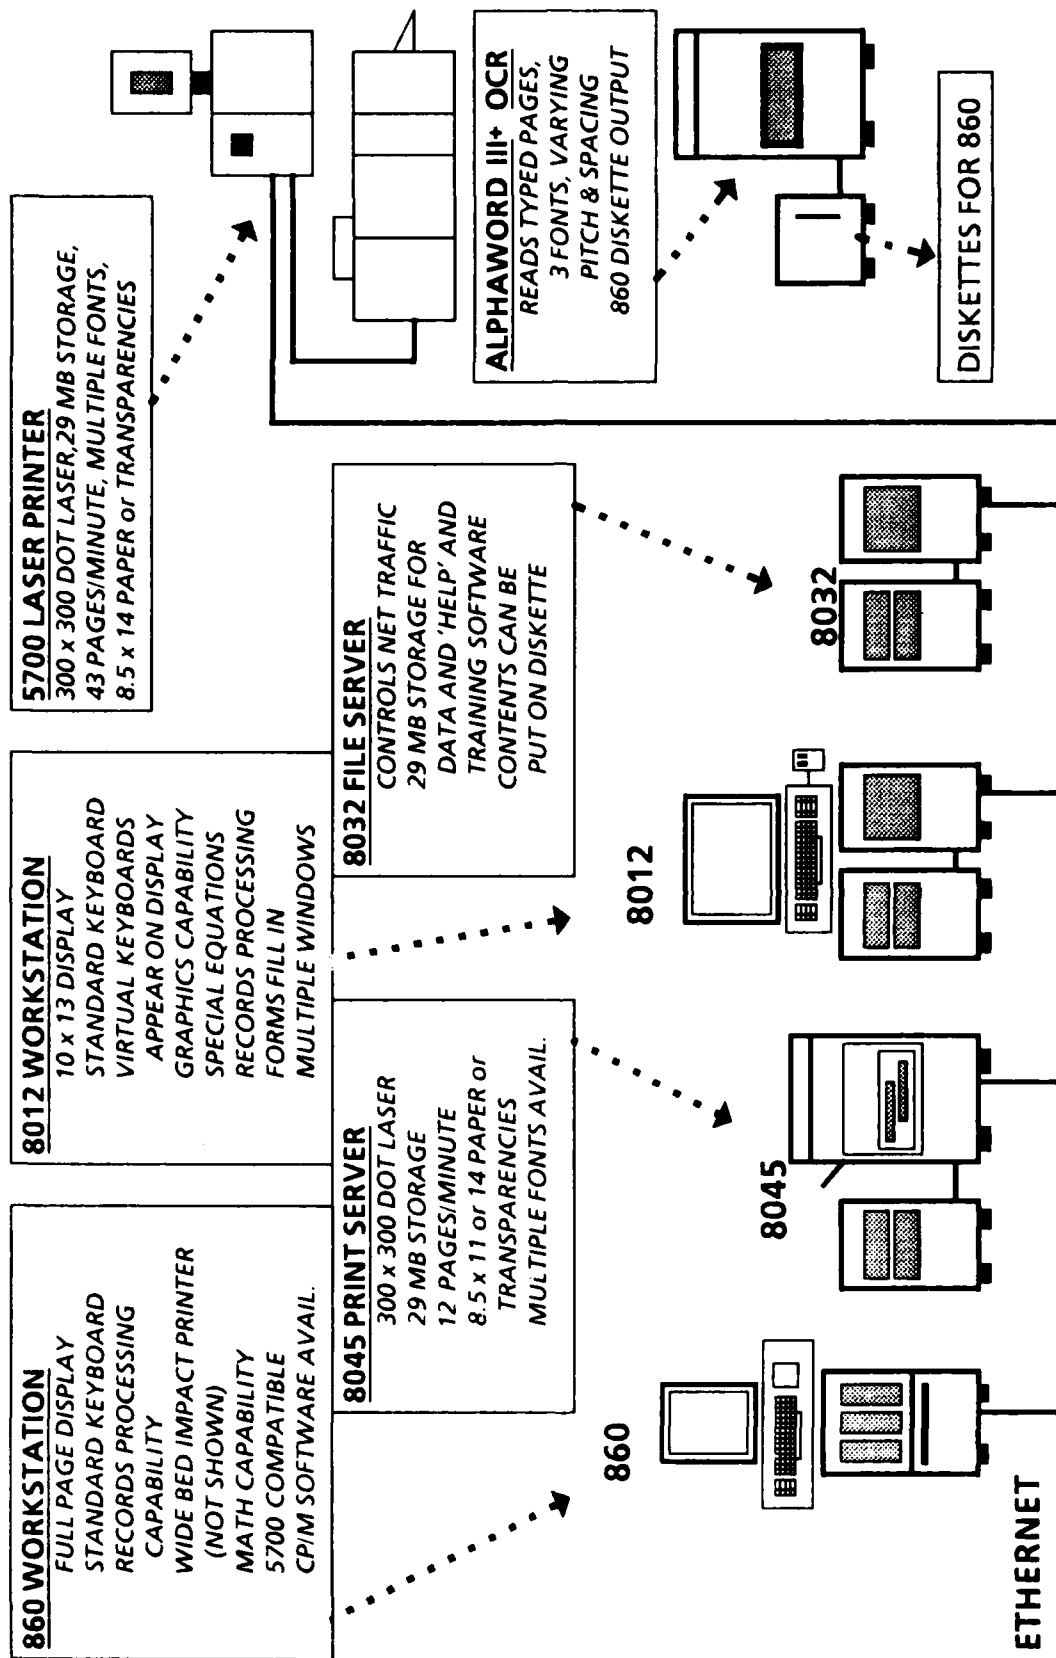 860 WORKSTATION
FULL PAGE DISPLAY
STANDARD KEYBOARD
RECORDS PROCESSING
CAPABILITY
WIDE BED IMPACT PRINTER
(NOT SHOWN)
MATH CAPABILITY
5700 COMPATIBLE
CP/M SOFTWARE AVAIL.
8012 WORKSTATION
10 x 13 DISPLAY
STANDARD KEYBOARD
VIRTUAL KEYBOARDS
APPEAR ON DISPLAY
GRAPHICS CAPABILITY
SPECIAL EQUATIONS
RECORDS PROCESSING
FORMS FILL IN
MULTIPLE WINDOWS
5700 LASER PRINTER
300 x 300 DOT LASER,29 MB STORAGE,
43 PAGES/MINUTE, MULTIPLE FONTS,
8.5 x 14 PAPER or TRANSPARENCIES
8045 PRINT SERVER
300 x 300 DOT LASER
29 MB STORAGE
12 PAGES/MINUTE
8.5 x 11 or 14 PAPER or
TRANSPARENCIES
MULTIPLE FONTS AVAIL.
8032 FILE SERVER
CONTROLS NET TRAFFIC
29 MB STORAGE FOR
DATA AND 'HELP' AND
TRAINING SOFTWARE
CONTENTS CAN BE
PUT ON DISKETTE
ALPHAWORD III+ OCR
READS TYPED PAGES,
3 FONTS, VARYING
PITCH & SPACING
860 DISKETTE OUTPUT
860
8045
8012
8032
DISKETTES FOR 860
ETHERNET